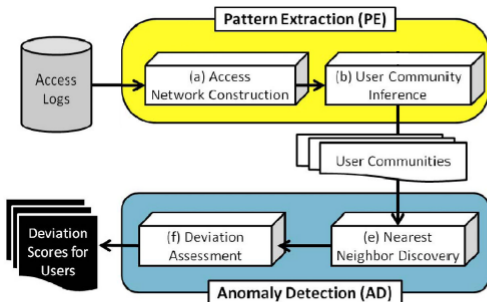 Pattern Extraction (PE)
Access
Logs
(a) Access
Network Construction
(b) User Community
Inference
User Communities
Deviation
Scores for
Users
(f) Deviation
Assessment
(e) Nearest
Neighbor Discovery
Anomaly Detection (AD)